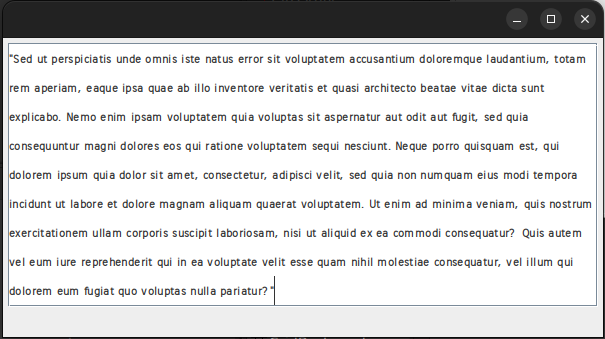 "Sed ut perspiciatis unde omnis iste natus error sit voluptatem accusantium doloremque laudantium, totam
rem aperiam, eaque ipsa quae ab illo inventore veritatis et quasi architecto beatae vitae dicta sunt
explicabo. Nemo enim ipsam voluptatem quia voluptas sit aspernatur aut odit aut fugit, sed quia
consequuntur magni dolores eos qui ratione voluptatem sequi nesciunt. Neque porro quisquam est, qui
dolorem ipsum quia dolor sit amet, consectetur, adipisci velit, sed quia non numquam eius modi tempora
incidunt ut labore et dolore magnam aliquam quaerat voluptatem. Ut enim ad minima veniam, quis nostrum
exercitationem ullam corporis suscipit laboriosam, nisi ut aliquid ex ea commodi consequatur?  Quis autem
vel eum iure reprehenderit qui in ea voluptate velit esse quam nihil molestiae consequatur, vel illum qui
dolorem eum fugiat quo voluptas nulla pariatur?"